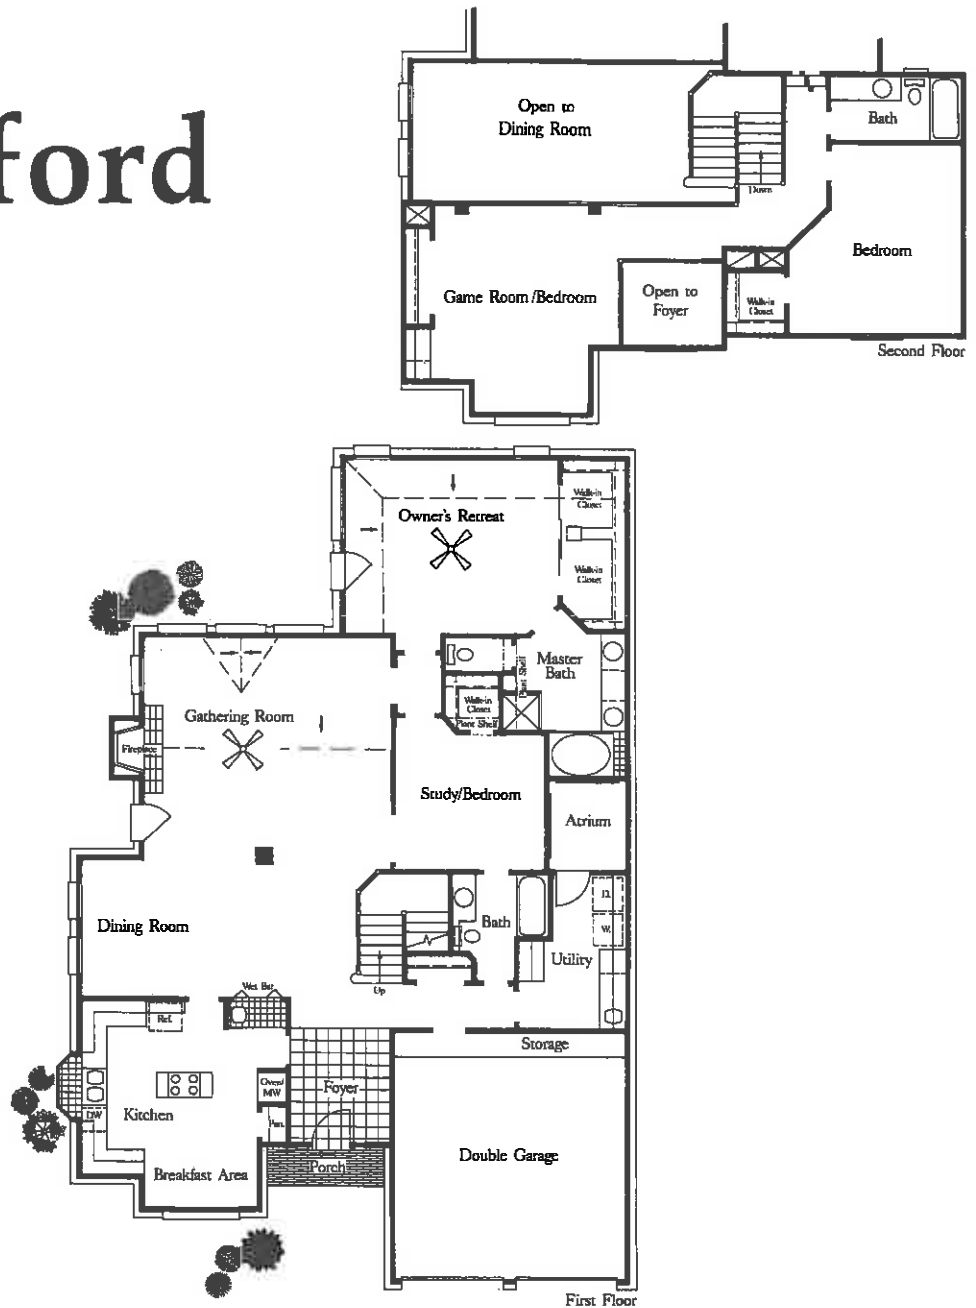 ford
Open to
Dining Room
Bath
Down
Bedroom
Game Room/Bedroom
Open to
Foyer
Walk-in
Closet
Second Floor
Walk-in
Closet
Owner's Retreat
Walk-in
Closet
Master
Bath
Plant Shelf
Walk-in
Closet
Plant Shelf
Gathering Room
Fireplace
Study/Bedroom
Atrium
D.
W.
Bath
Dining Room
Utility
Up
Wet Bar
Ref.
Storage
Oven/
MW
Foyer
Pan.
DW
Kitchen
Double Garage
Porch
Breakfast Area
First Floor